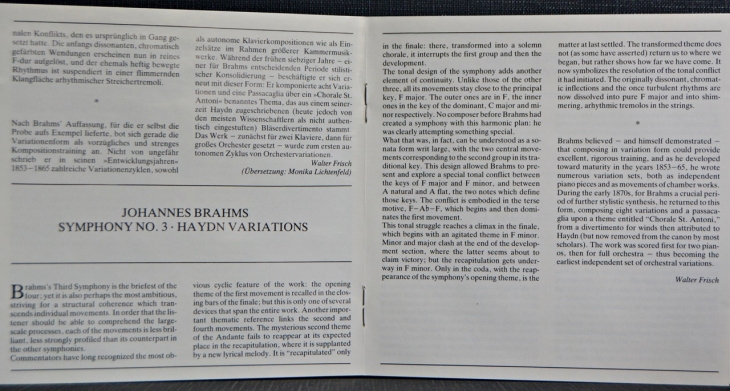 nalen Konflikts, den es ursprünglich in Gang ge-
setzt hatte. Die anfangs dissonanten, chromatisch
gefärbten Wendungen erscheinen nun in reines
F-dur aufgelöst, und der ehemals heftig bewegte
Rhythmus ist suspendiert in einer flimmernden
Klangfläche arhythmischer Streichertremoli.
*
Nach Brahms' Auffassung, für die er selbst die
Probe aufs Exempel lieferte, bot sich gerade die
Variationenform als vorzügliches und strenges
Kompositionstraining an. Nicht von ungefähr
schrieb er in seinen »Entwicklungsjahren«
1853–1865 zahlreiche Variationenzyklen, sowohl
als autonome Klavierkompositionen wie als Ein-
zelsätze im Rahmen größerer Kammermusik-
werke. Während der frühen siebziger Jahre – ei-
ner für Brahms entscheidenden Periode stilisti-
scher Konsolidierung – beschäftigte er sich er-
neut mit dieser Form: Er komponierte acht Varia-
tionen und eine Passacaglia über ein »Chorale St.
Antoni« benanntes Thema, das aus einem seiner-
zeit Haydn zugeschriebenen (heute jedoch von
den meisten Wissenschaftlern als nicht authen-
tisch eingestuften) Bläserdivertimento stammt.
Das Werk – zunächst für zwei Klaviere, dann für
großes Orchester gesetzt – wurde zum ersten au-
tonomen Zyklus von Orchestervariationen.
Walter Frisch
(Übersetzung: Monika Lichtenfeld)
JOHANNES BRAHMS
SYMPHONY NO. 3 · HAYDN VARIATIONS
Brahms's Third Symphony is the briefest of the
four, yet it is also perhaps the most ambitious,
striving for a structural coherence which tran-
scends individual movements. In order that the lis-
tener should be able to comprehend the large-
scale processes, each of the movements is less bril-
liant, less strongly profiled than its counterpart in
the other symphonies.
Commentators have long recognized the most ob-
vious cyclic feature of the work: the opening
theme of the first movement is recalled in the clos-
ing bars of the finale; but this is only one of several
devices that span the entire work. Another impor-
tant thematic reference links the second and
fourth movements. The mysterious second theme
of the Andante fails to reappear at its expected
place in the recapitulation, where it is supplanted
by a new lyrical melody. It is “recapitulated” only
in the finale: there, transformed into a solemn
chorale, it interrupts the first group and then the
development.
The tonal design of the symphony adds another
element of continuity. Unlike those of the other
three, all its movements stay close to the principal
key, F major. The outer ones are in F, the inner
ones in the key of the dominant, C major and mi-
nor respectively. No composer before Brahms had
created a symphony with this harmonic plan: he
was clearly attempting something special.
What that was, in fact, can be understood as a so-
nata form writ large, with the two central move-
ments corresponding to the second group in its tra-
ditional key. This design allowed Brahms to pre-
sent and explore a special tonal conflict between
the keys of F major and F minor, and between
A natural and A flat, the two notes which define
those keys. The conflict is embodied in the terse
motive, F–A♭–F, which begins and then domi-
nates the first movement.
This tonal struggle reaches a climax in the finale,
which begins with an agitated theme in F minor.
Minor and major clash at the end of the develop-
ment section, where the latter seems about to
claim victory; but the recapitulation gets under-
way in F minor. Only in the coda, with the reap-
pearance of the symphony's opening theme, is the
matter at last settled. The transformed theme does
not (as some have asserted) return us to where we
began, but rather shows how far we have come. It
now symbolizes the resolution of the tonal conflict
it had initiated. The originally dissonant, chromat-
ic inflections and the once turbulent rhythms are
now dissolved into pure F major and into shim-
mering, arhythmic tremolos in the strings.
*
Brahms believed – and himself demonstrated –
that composing in variation form could provide
excellent, rigorous training, and as he developed
toward maturity in the years 1853–65, he wrote
numerous variation sets, both as independent
piano pieces and as movements of chamber works.
During the early 1870s, for Brahms a crucial peri-
od of further stylistic synthesis, he returned to this
form, composing eight variations and a passaca-
glia upon a theme entitled “Chorale St. Antoni,”
from a divertimento for winds then attributed to
Haydn (but now removed from the canon by most
scholars). The work was scored first for two pian-
os, then for full orchestra – thus becoming the
earliest independent set of orchestral variations.
Walter Frisch